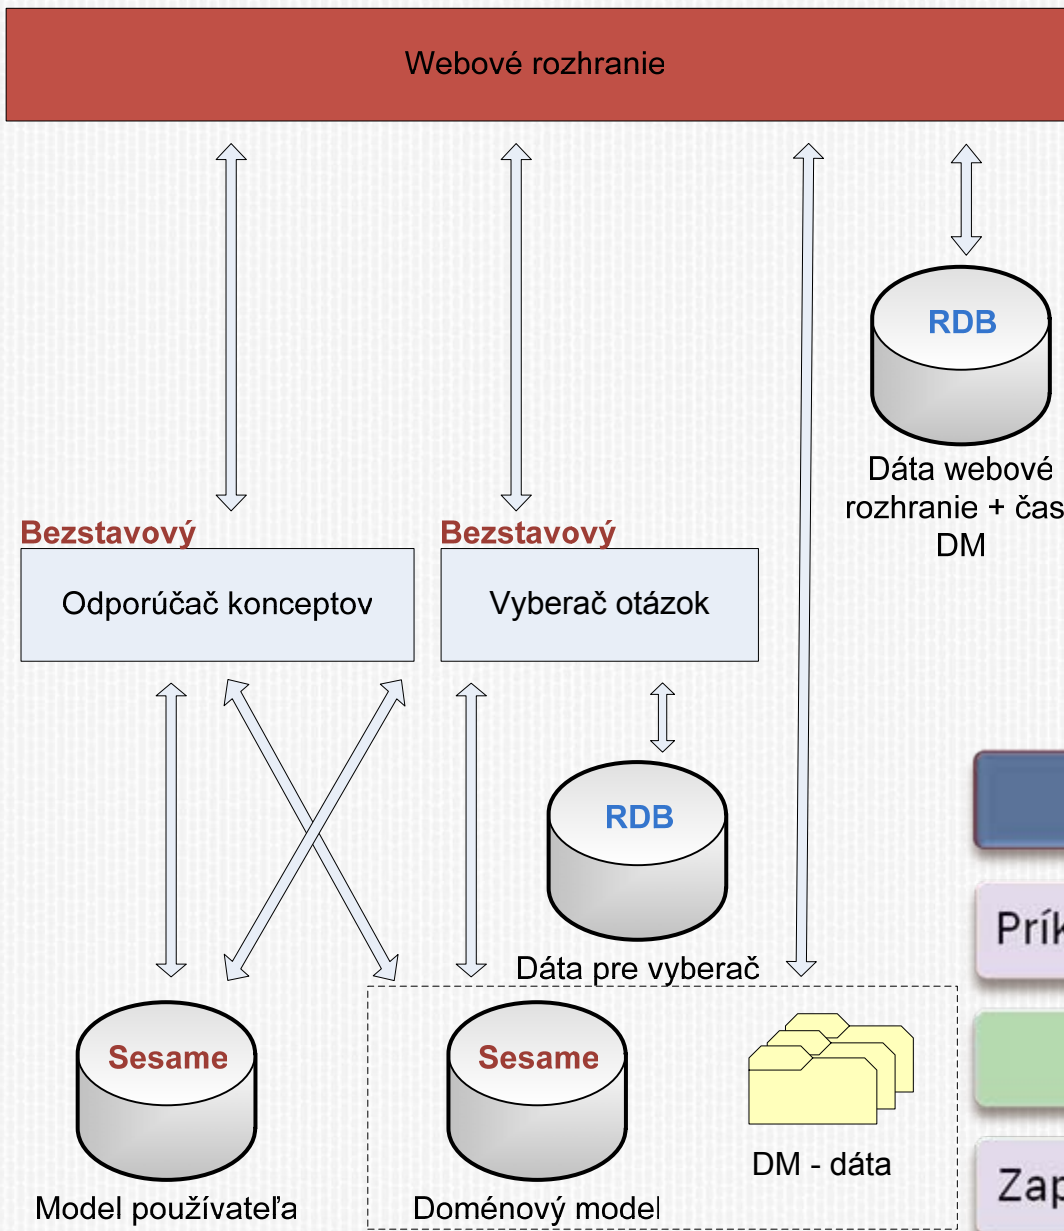 Webové rozhranie
RDB
Dáta webové
rozhranie + čas
DM
Bezstavový
Bezstavový
Odporúčač konceptov
Vyberač otázok
RDB
Dáta pre vyberač
Prík
Sesame
Sesame
DM - dáta
Zap
Model používateľa
Doménový model